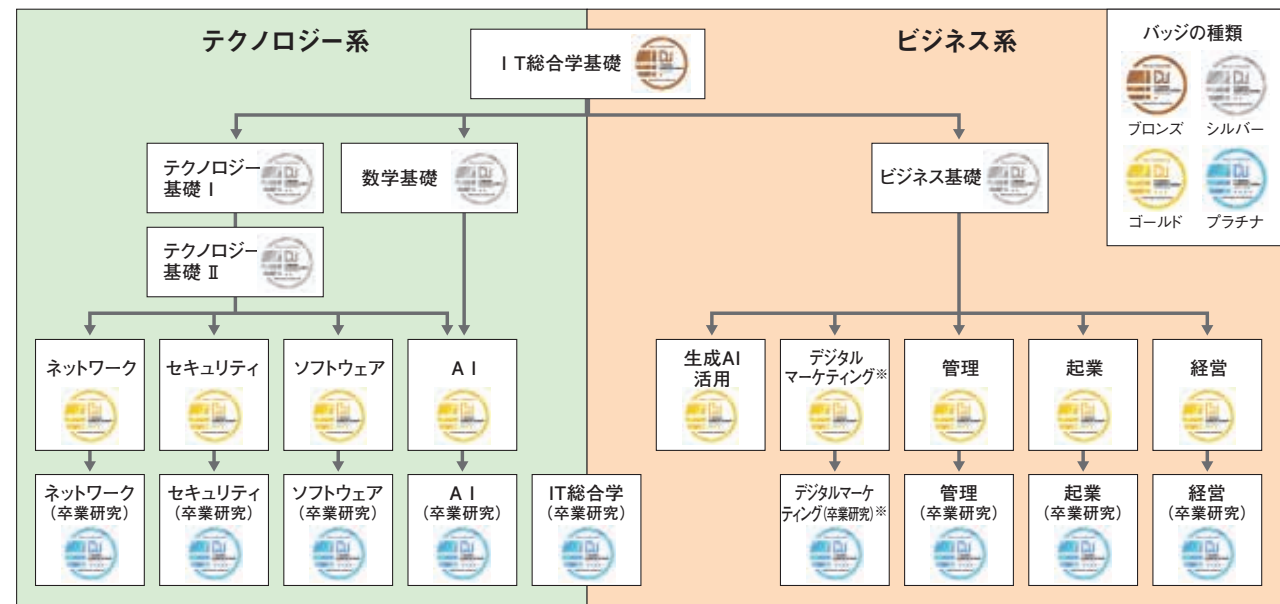 テクノロジー系
ビジネス系
IT総合学基礎
バッジの種類
ブロンズ
シルバー
ゴールド
プラチナ
テクノロジー
基礎 Ⅰ
数学基礎
ビジネス基礎
テクノロジー
基礎 Ⅱ
ネットワーク
セキュリティ
ソフトウェア
AI
生成AI
活用
デジタル
マーケティング※
管理
起業
経営
ネットワーク
(卒業研究)
セキュリティ
(卒業研究)
ソフトウェア
(卒業研究)
AI
(卒業研究)
IT総合学
(卒業研究)
デジタルマーケ
ティング(卒業研究)※
管理
(卒業研究)
起業
(卒業研究)
経営
(卒業研究)